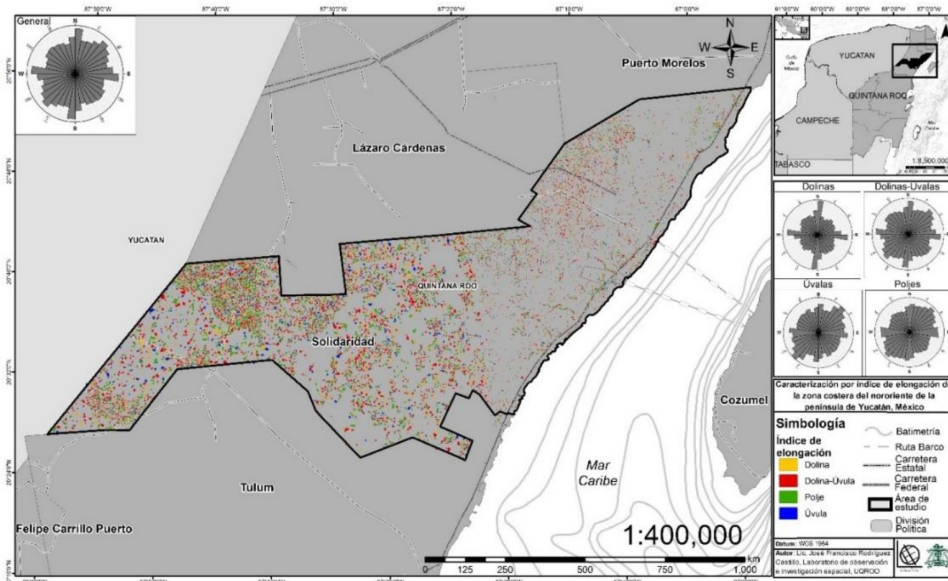 General
N
W
E
S
Puerto Morelos
Lázaro Cárdenas
YUCATAN
QUINTANA ROO
Solidaridad
Cozumel
Mar
Caribe
Tulum
Felipe Carrillo Puerto
1:400,000
0 125 250 500 750 1,000
km
YUCATAN
QUINTANA ROO
CAMPECHE
TABASCO
Dolinas
Dolinas-Úvalas
Úvalas
Poljes
Caracterización por índice de elongación de
la zona costera del nororiente de la
península de Yucatán, México
Simbología
Índice de
elongación
Dolina
Dolina-Úvula
Polje
Úvula
Batimetría
Ruta Barco
Carretera
Estatal
Carretera
Federal
Área de
estudio
División
Política
Datum: WGS 1984
Autor: Lic. José Francisco Rodríguez
Castillo, Laboratorio de observación
e investigación espacial, UQROO